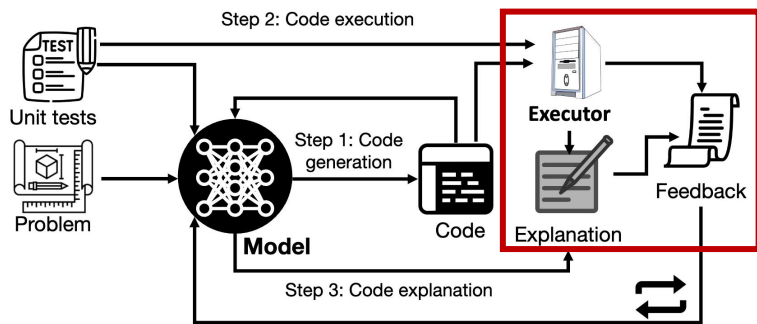 Step 2: Code execution
TEST
Unit tests
Executor
Step 1: Code
generation
Problem
Model
Code
Explanation
Feedback
Step 3: Code explanation